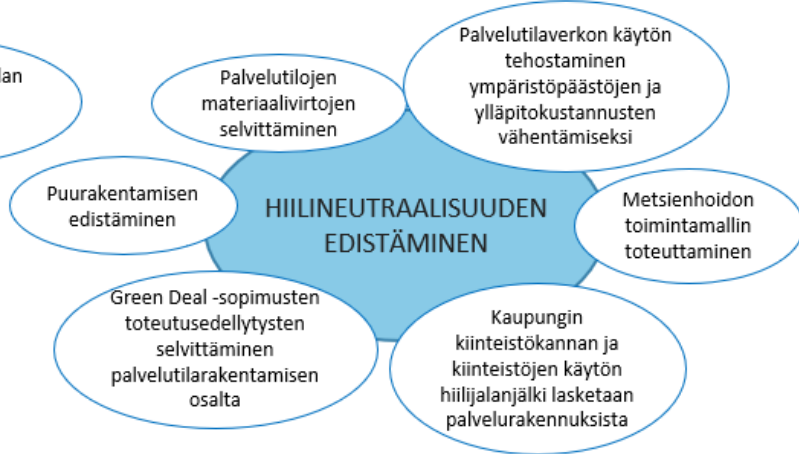 Palvelutilojen
materiaalivirtojen
selvittäminen
Palvelutilaverkon käytön
tehostaminen
ympäristöpäästöjen ja
ylläpitokustannusten
vähentämiseksi
Puurakentamisen
edistäminen
HIILINEUTRAALISUUDEN
EDISTÄMINEN
Metsienhoidon
toimintamallin
toteuttaminen
Green Deal -sopimusten
toteutusedellytysten
selvittäminen
palvelutilarakentamisen
osalta
Kaupungin
kiinteistökannan ja
kiinteistöjen käytön
hiilijalanjälki lasketaan
palvelurakennuksista